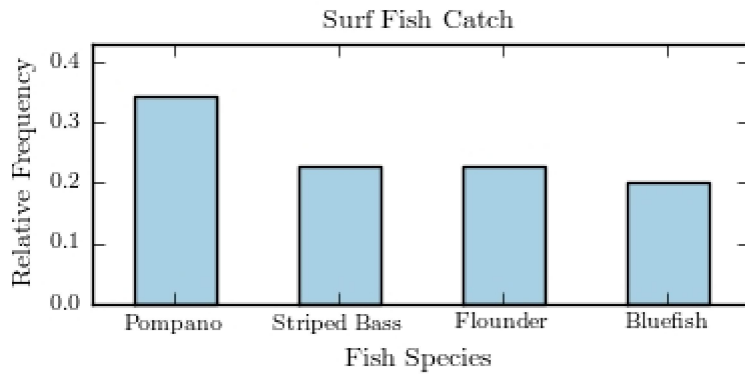 Surf Fish Catch
Relative Frequency
0.4
0.3
0.2
0.1
0.0
Pompano Striped Bass Flounder Bluefish
Fish Species